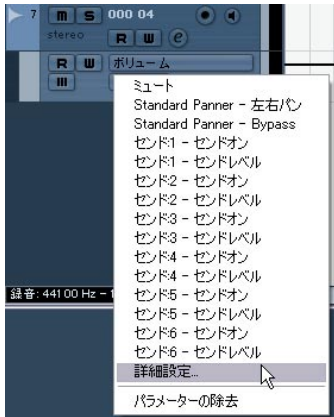 7 M S 000 04
stereo R W e
R W ボリューム
ミュート
Standard Panner - 左右パン
Standard Panner - Bypass
センド:1 - センドオン
センド:1 - センドレベル
センド:2 - センドオン
センド:2 - センドレベル
センド:3 - センドオン
センド:3 - センドレベル
センド:4 - センドオン
センド:4 - センドレベル
センド:5 - センドオン
センド:5 - センドレベル
センド:6 - センドオン
センド:6 - センドレベル
録音: 44100 Hz - 1
詳細設定...
パラメーターの除去